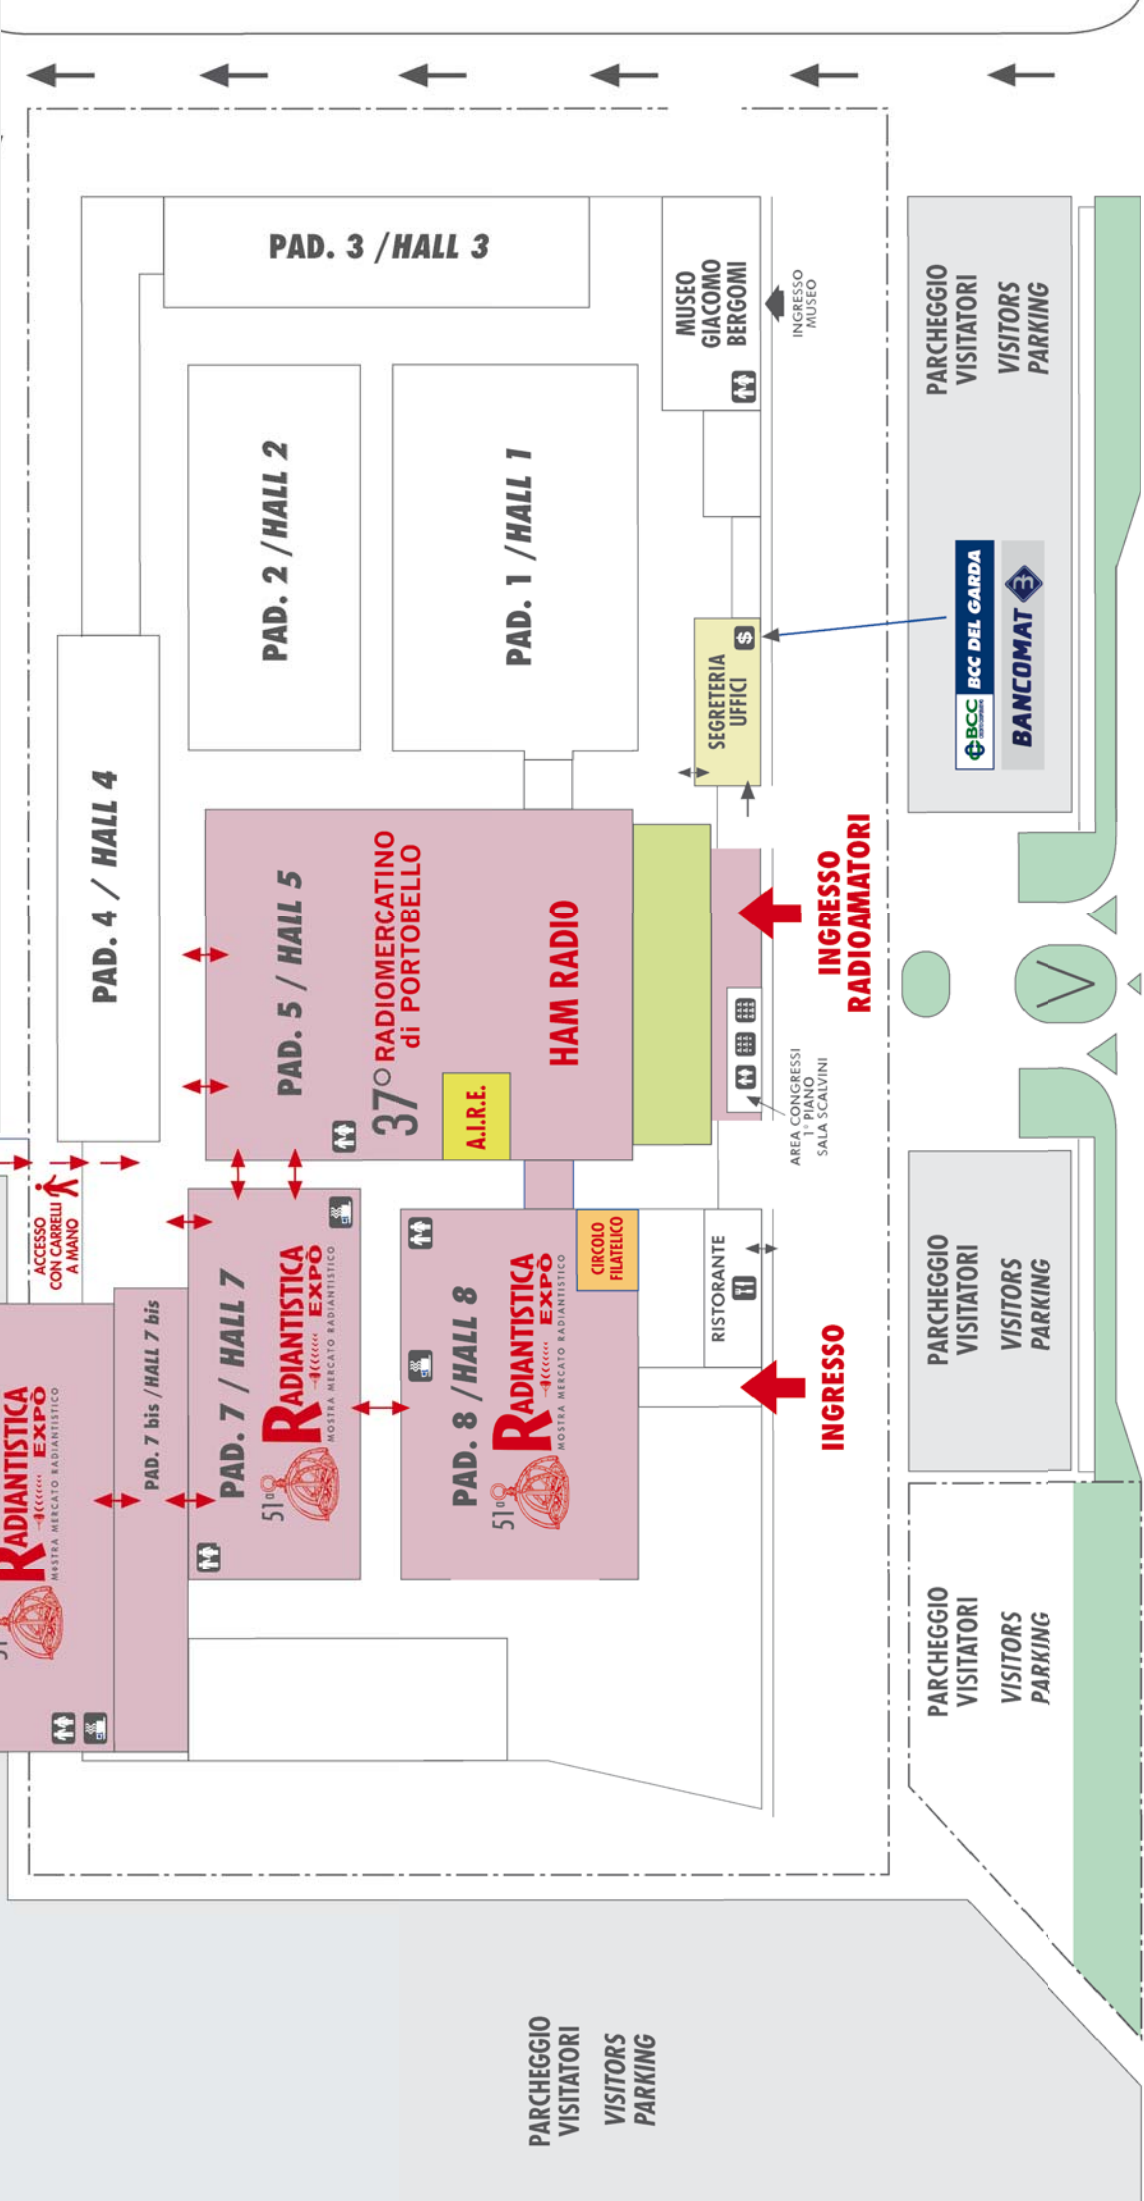 PAD. 3 / HALL 3
MUSEO
GIACOMO
BERGOMI
INGRESSO
MUSEO
PARCHEGGIO
VISITATORI
VISITORS
PARKING
PAD. 2 / HALL 2
PAD. 1 / HALL 1
SEGRETERIA
UFFICI
$
BCC
BCC DEL GARDA
BANCOMAT 3
PAD. 4 / HALL 4
PAD. 5 / HALL 5
37° RADIOMERCATINO
di PORTOBELLO
HAM RADIO
A.I.R.E.
INGRESSO
RADIOAMATORI
AREA CONGRESSI
1° PIANO
SALA SCALVINI
ACCESSO
CON CARRELLI
A MANO
PAD. 7 bis / HALL 7 bis
PAD. 7 / HALL 7
51a RADIANTISTICA
EXPÒ
MOSTRA MERCATO RADIANTISTICO
PAD. 8 / HALL 8
51a RADIANTISTICA
EXPÒ
MOSTRA MERCATO RADIANTISTICO
CIRCOLO
FILATELICO
RISTORANTE
INGRESSO
RADIANTISTICA
EXPÒ
MOSTRA MERCATO RADIANTISTICO
PARCHEGGIO
VISITATORI
VISITORS
PARKING
PARCHEGGIO
VISITATORI
VISITORS
PARKING
PARCHEGGIO
VISITATORI
VISITORS
PARKING